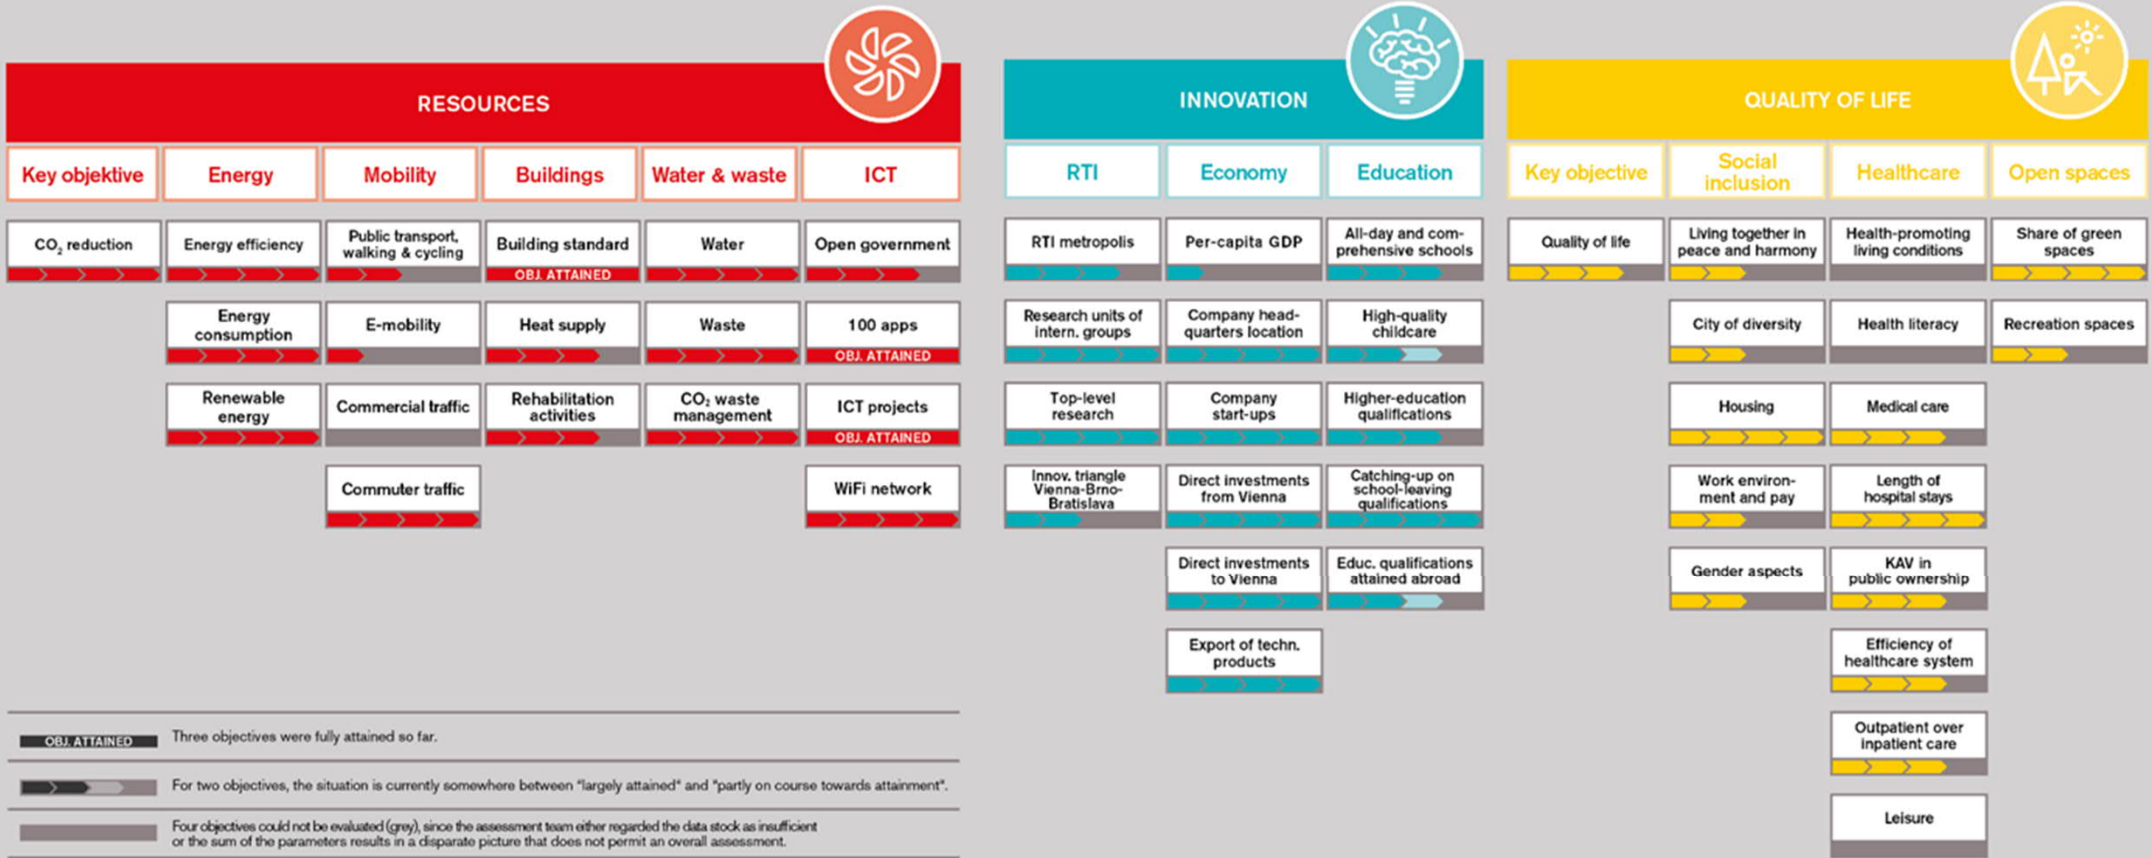 RESOURCES
Key objektive
Energy
Mobility
Buildings
Water & waste
ICT
CO₂ reduction
Energy efficiency
Public transport,
walking & cycling
Building standard
OBJ. ATTAINED
Water
Open government
Energy
consumption
E-mobility
Heat supply
Waste
100 apps
OBJ. ATTAINED
Renewable
energy
Commercial traffic
Rehabilitation
activities
CO₂ waste
management
ICT projects
OBJ. ATTAINED
Commuter traffic
WiFi network
INNOVATION
RTI
Economy
Education
RTI metropolis
Per-capita GDP
All-day and com-
prehensive schools
Research units of
intern. groups
Company head-
quarters location
High-quality
childcare
Top-level
research
Company
start-ups
Higher-education
qualifications
Innov. triangle
Vienna-Brno-
Bratislava
Direct investments
from Vienna
Catching-up on
school-leaving
qualifications
Direct investments
to Vienna
Educ. qualifications
attained abroad
Export of techn.
products
QUALITY OF LIFE
Key objective
Social
inclusion
Healthcare
Open spaces
Quality of life
Living together in
peace and harmony
Health-promoting
living conditions
Share of green
spaces
City of diversity
Health literacy
Recreation spaces
Housing
Medical care
Work environ-
ment and pay
Length of
hospital stays
Gender aspects
KAV in
public ownership
Efficiency of
healthcare system
Outpatient over
inpatient care
Leisure
OBJ. ATTAINED
Three objectives were fully attained so far.
For two objectives, the situation is currently somewhere between "largely attained" and "partly on course towards attainment".
Four objectives could not be evaluated (grey), since the assessment team either regarded the data stock as insufficient
or the sum of the parameters results in a disparate picture that does not permit an overall assessment.